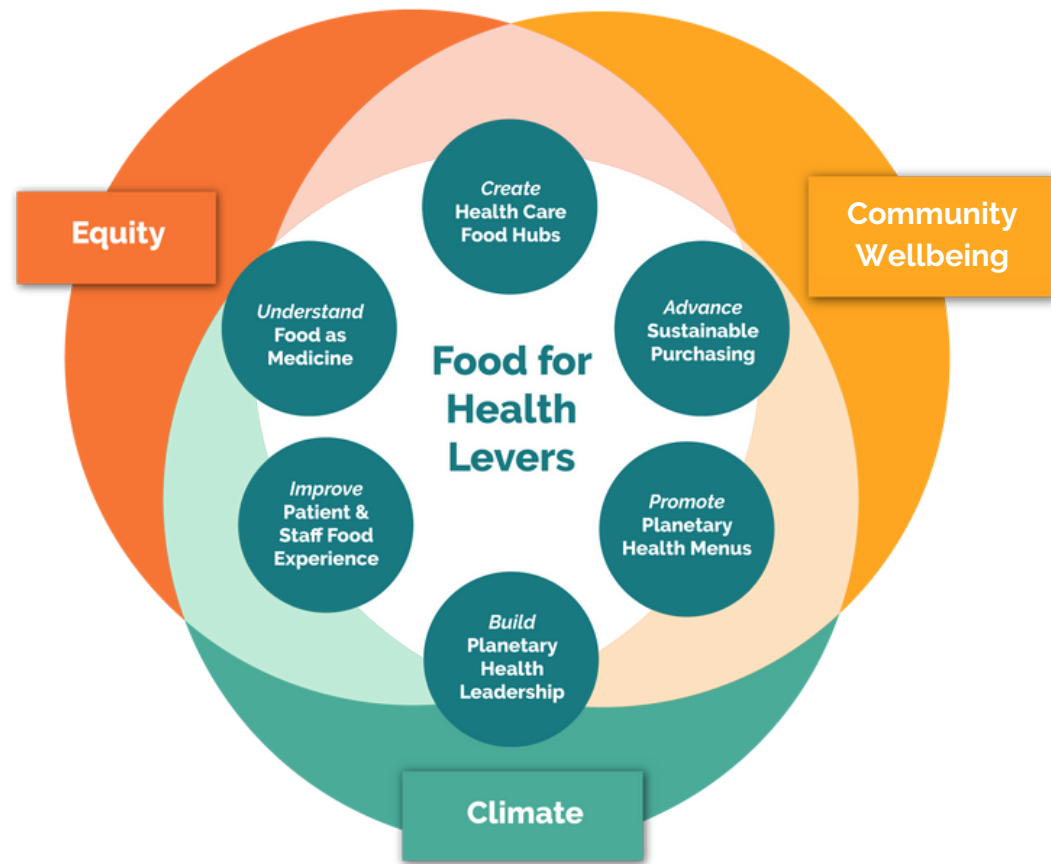 Equity
Community
Wellbeing
Create
Health Care
Food Hubs
Understand
Food as
Medicine
Advance
Sustainable
Purchasing
Food for
Health
Levers
Improve
Patient &
Staff Food
Experience
Promote
Planetary
Health Menus
Build
Planetary
Health
Leadership
Climate